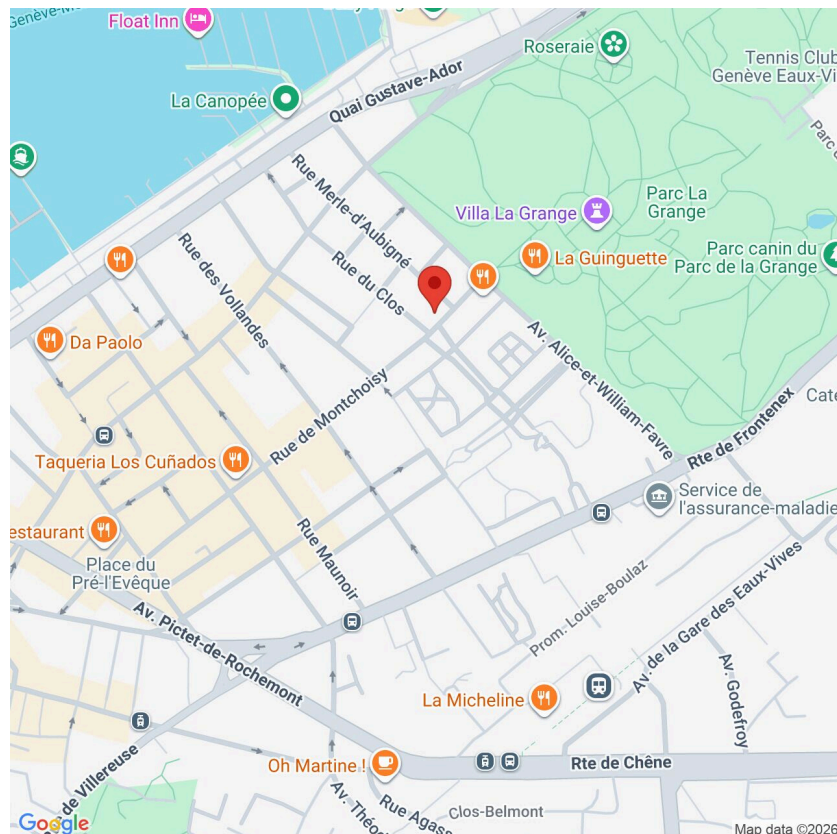 Float Inn
Roseraie
Tennis Club
Genève Eaux-Vi
La Canopée
Quai Gustave-Ador
Rue Merle-d'Aubigné
Villa La Grange
Parc La
Grange
Parc canin du
Parc de la Grange
La Guinguette
Rue des Vollandes
Rue du Clos
Da Paolo
Av. Alice-et-William-Favre
Rue de Montchoisy
Cate
Rte de Frontenex
Taqueria Los Cuñados
Service de
l'assurance-maladie
estaurant
Place du
Pré-l'Evêque
Rue Maunoir
Prom. Louise-Boulaz
Av. de la Gare des Eaux-Vives
Av. Pictet-de-Rochemont
Av. Godefroy
La Micheline
Oh Martine !
Rte de Chêne
de Villereuse
Av. Théo
Rue Agass
Clos-Belmont
Google
Map data ©2026